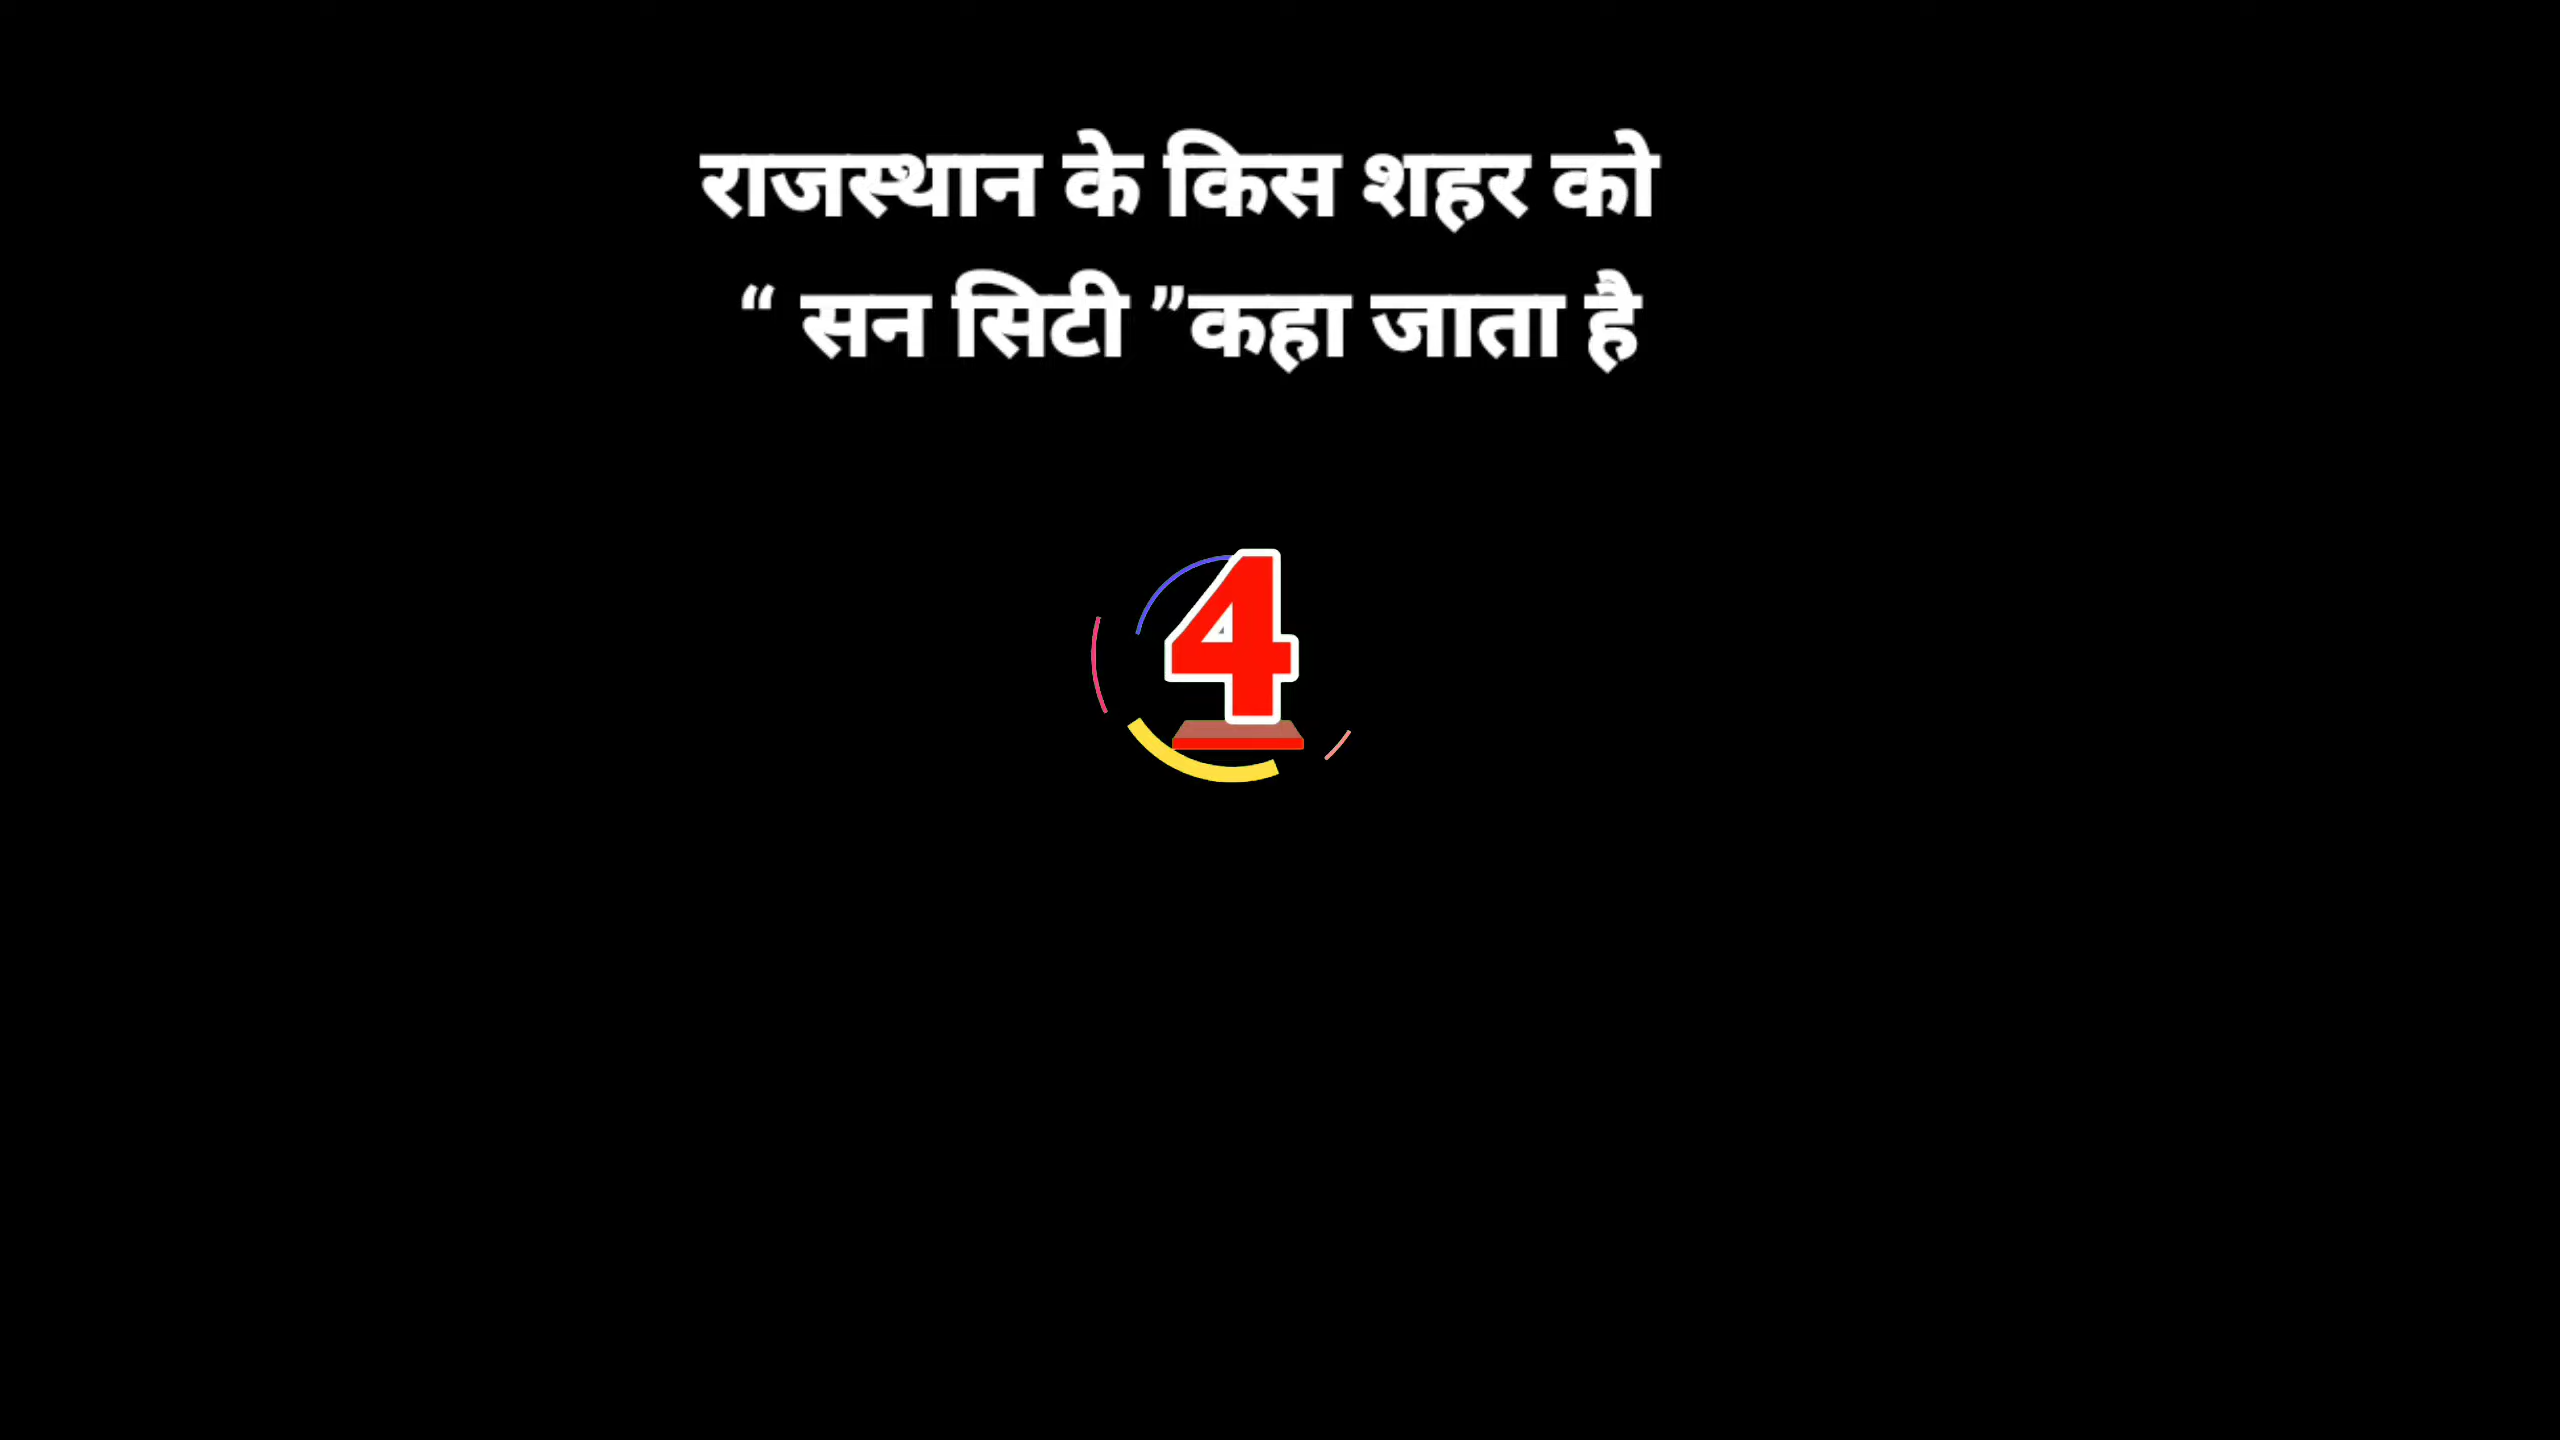 राजस्थान के किस शहर को
“ सन सिटी ”कहा जाता है
4